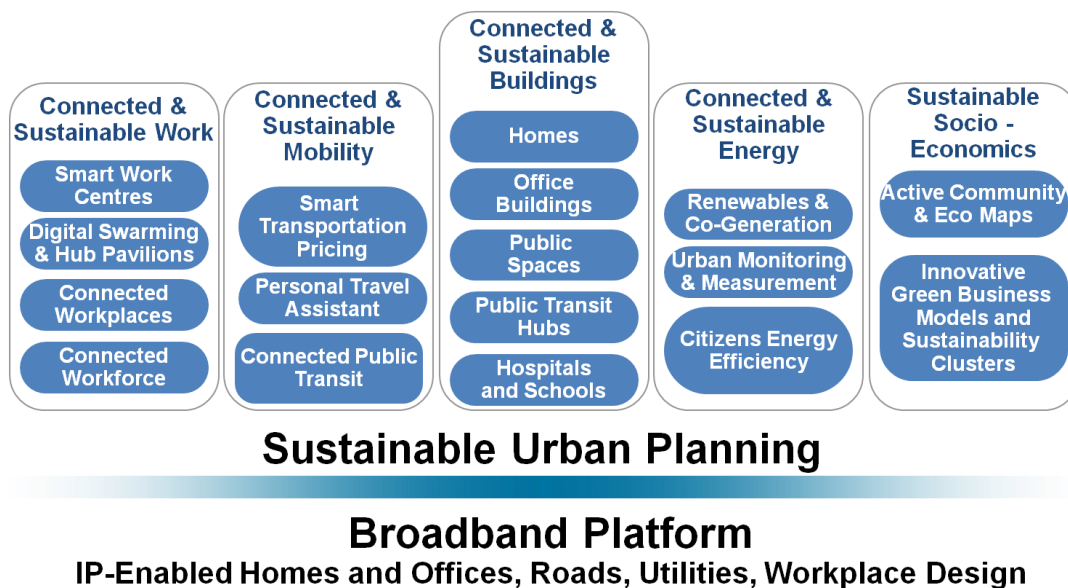 Connected &
Sustainable Work
Smart Work
Centres
Digital Swarming
& Hub Pavilions
Connected
Workplaces
Connected
Workforce
Connected &
Sustainable
Mobility
Smart
Transportation
Pricing
Personal Travel
Assistant
Connected Public
Transit
Connected &
Sustainable
Buildings
Homes
Office
Buildings
Public
Spaces
Public Transit
Hubs
Hospitals
and Schools
Connected &
Sustainable
Energy
Renewables &
Co-Generation
Urban Monitoring
& Measurement
Citizens Energy
Efficiency
Sustainable
Socio -
Economics
Active Community
& Eco Maps
Innovative
Green Business
Models and
Sustainability
Clusters
Sustainable Urban Planning
Broadband Platform
IP-Enabled Homes and Offices, Roads, Utilities, Workplace Design